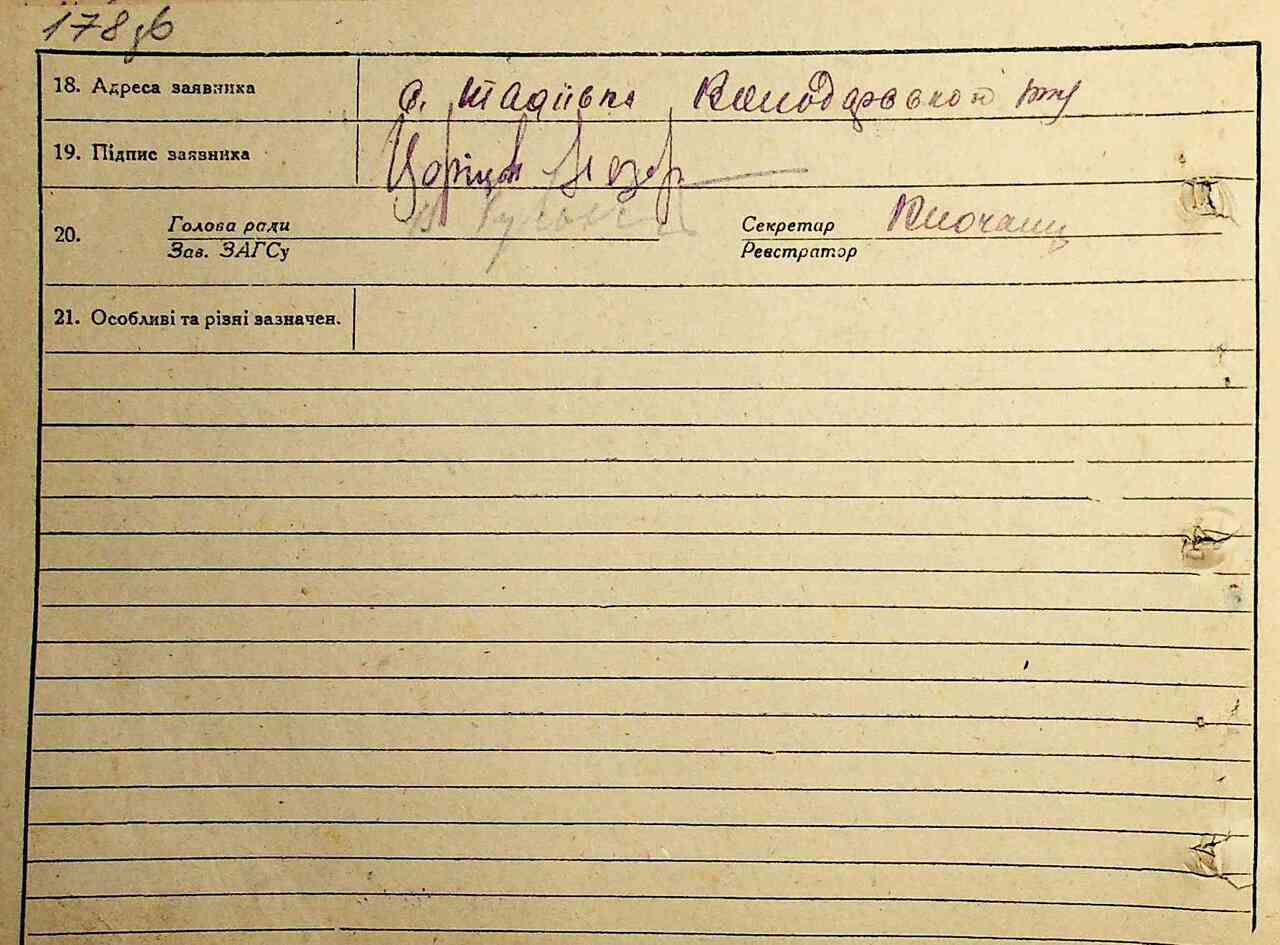 178 зв
18. Адреса заявника с. Тадіївка Володарського р-ну
19. Підпис заявника
20. Голова ради Секретар
Зав. ЗАГСу Реєстратор
21. Особливі та різні зазначен.